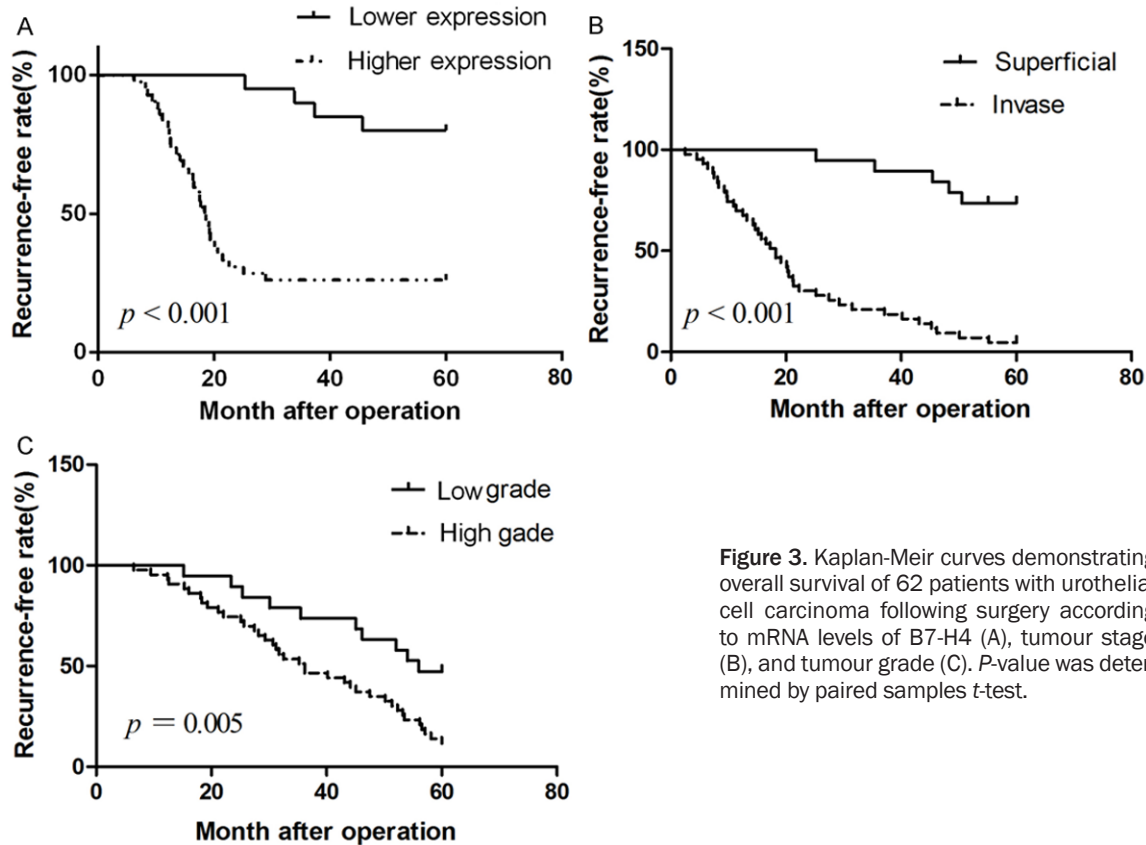 A
Lower expression
Higher expression
Recurrence-free rate(%)
100
50
0
p < 0.001
0 20 40 60 80
Month after operation
B
Superficial
Invase
Recurrence-free rate(%)
150
100
50
0
p < 0.001
0 20 40 60 80
Month after operation
C
Low grade
High gade
Recurrence-free rate(%)
150
100
50
0
p = 0.005
0 20 40 60 80
Month after operation
Figure 3. Kaplan-Meir curves demonstrating
overall survival of 62 patients with urothelial
cell carcinoma following surgery according
to mRNA levels of B7-H4 (A), tumour stage
(B), and tumour grade (C). P-value was deter-
mined by paired samples t-test.